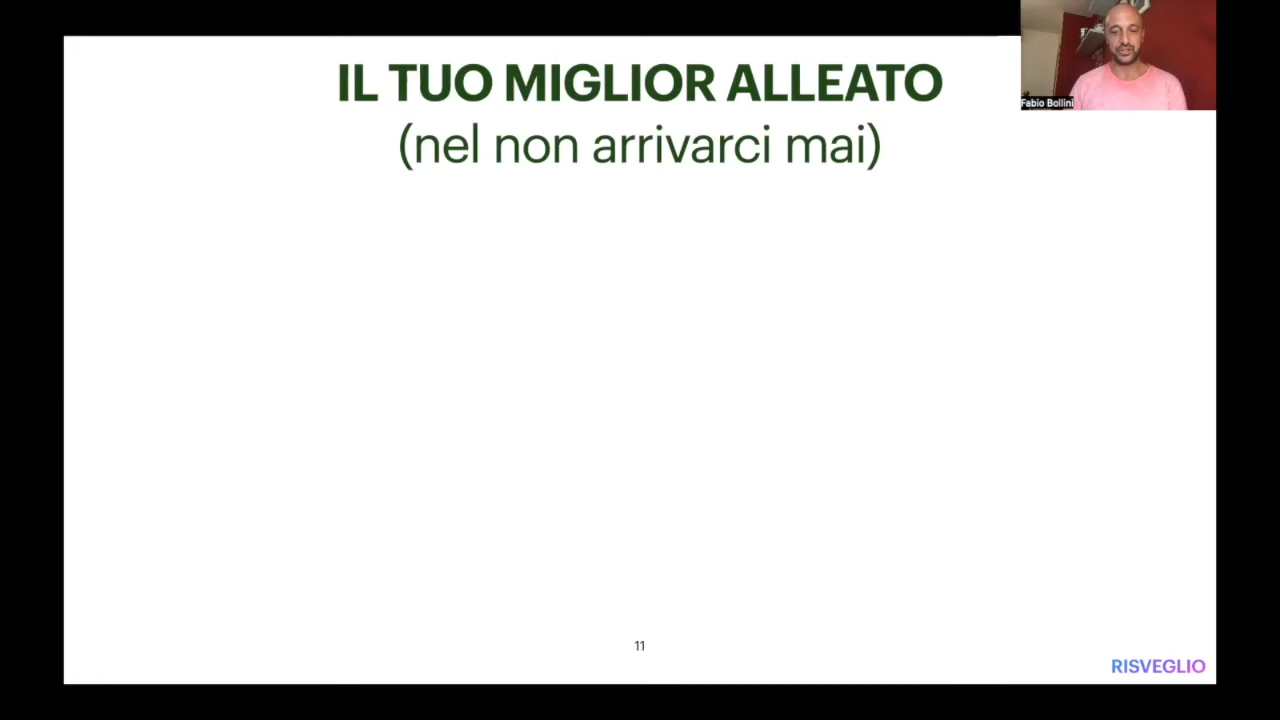 IL TUO MIGLIOR ALLEATO
(nel non arrivarci mai)
Fabio Bollini
11
RISVEGLIO